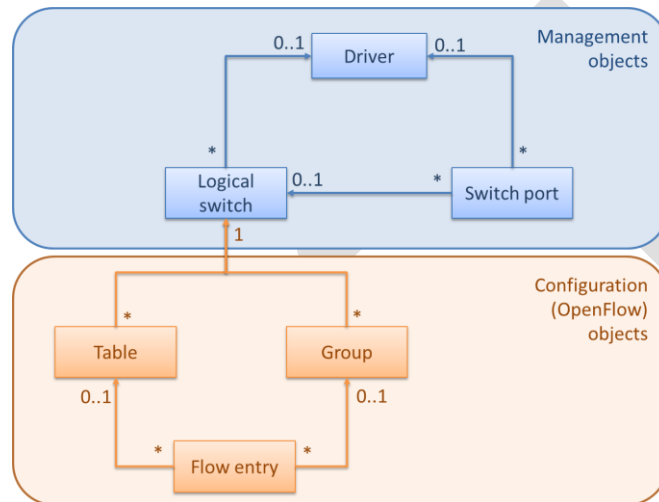 Management
objects
0..1
Driver
0..1
*
*
Logical
switch
0..1
*
Switch port
1
Configuration
(OpenFlow)
objects
*
*
Table
Group
0..1
0..1
*
*
Flow entry